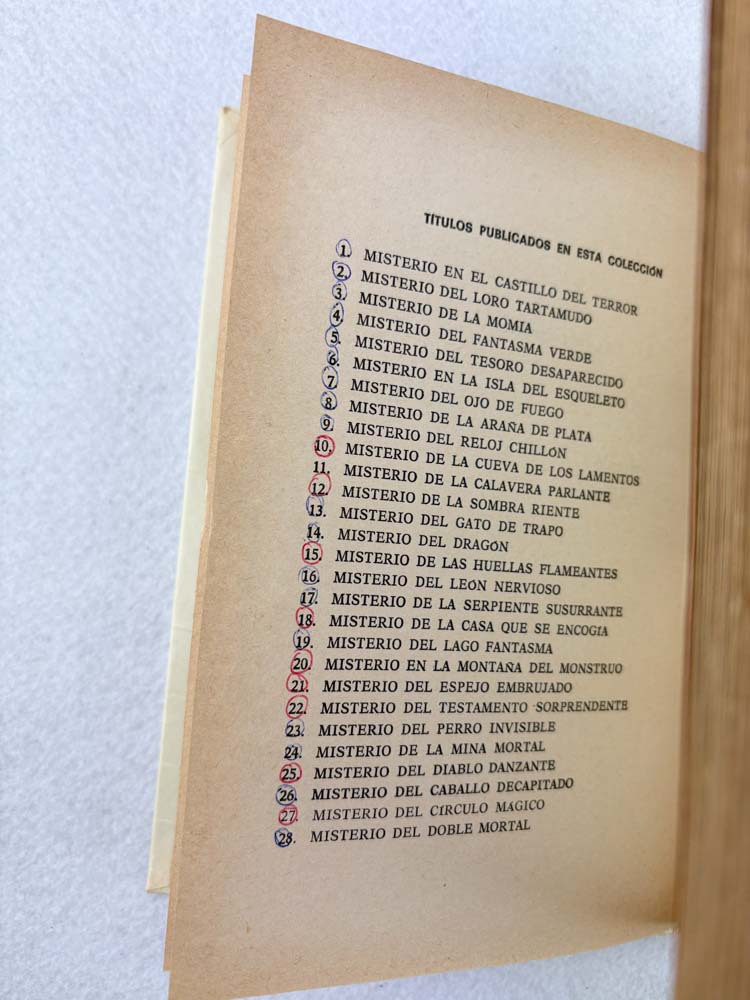 TÍTULOS PUBLICADOS EN ESTA COLECCIÓN
1. MISTERIO EN EL CASTILLO DEL TERROR
2. MISTERIO DEL LORO TARTAMUDO
3. MISTERIO DE LA MOMIA
4. MISTERIO DEL FANTASMA VERDE
5. MISTERIO DEL TESORO DESAPARECIDO
6. MISTERIO EN LA ISLA DEL ESQUELETO
7. MISTERIO DEL OJO DE FUEGO
8. MISTERIO DE LA ARAÑA DE PLATA
9. MISTERIO DEL RELOJ CHILLÓN
10. MISTERIO DE LA CUEVA DE LOS LAMENTOS
11. MISTERIO DE LA CALAVERA PARLANTE
12. MISTERIO DE LA SOMBRA RIENTE
13. MISTERIO DEL GATO DE TRAPO
14. MISTERIO DEL DRAGÓN
15. MISTERIO DE LAS HUELLAS FLAMEANTES
16. MISTERIO DEL LEÓN NERVIOSO
17. MISTERIO DE LA SERPIENTE SUSURRANTE
18. MISTERIO DE LA CASA QUE SE ENCOGÍA
19. MISTERIO DEL LAGO FANTASMA
20. MISTERIO EN LA MONTAÑA DEL MONSTRUO
21. MISTERIO DEL ESPEJO EMBRUJADO
22. MISTERIO DEL TESTAMENTO SORPRENDENTE
23. MISTERIO DEL PERRO INVISIBLE
24. MISTERIO DE LA MINA MORTAL
25. MISTERIO DEL DIABLO DANZANTE
26. MISTERIO DEL CABALLO DECAPITADO
27. MISTERIO DEL CÍRCULO MÁGICO
28. MISTERIO DEL DOBLE MORTAL